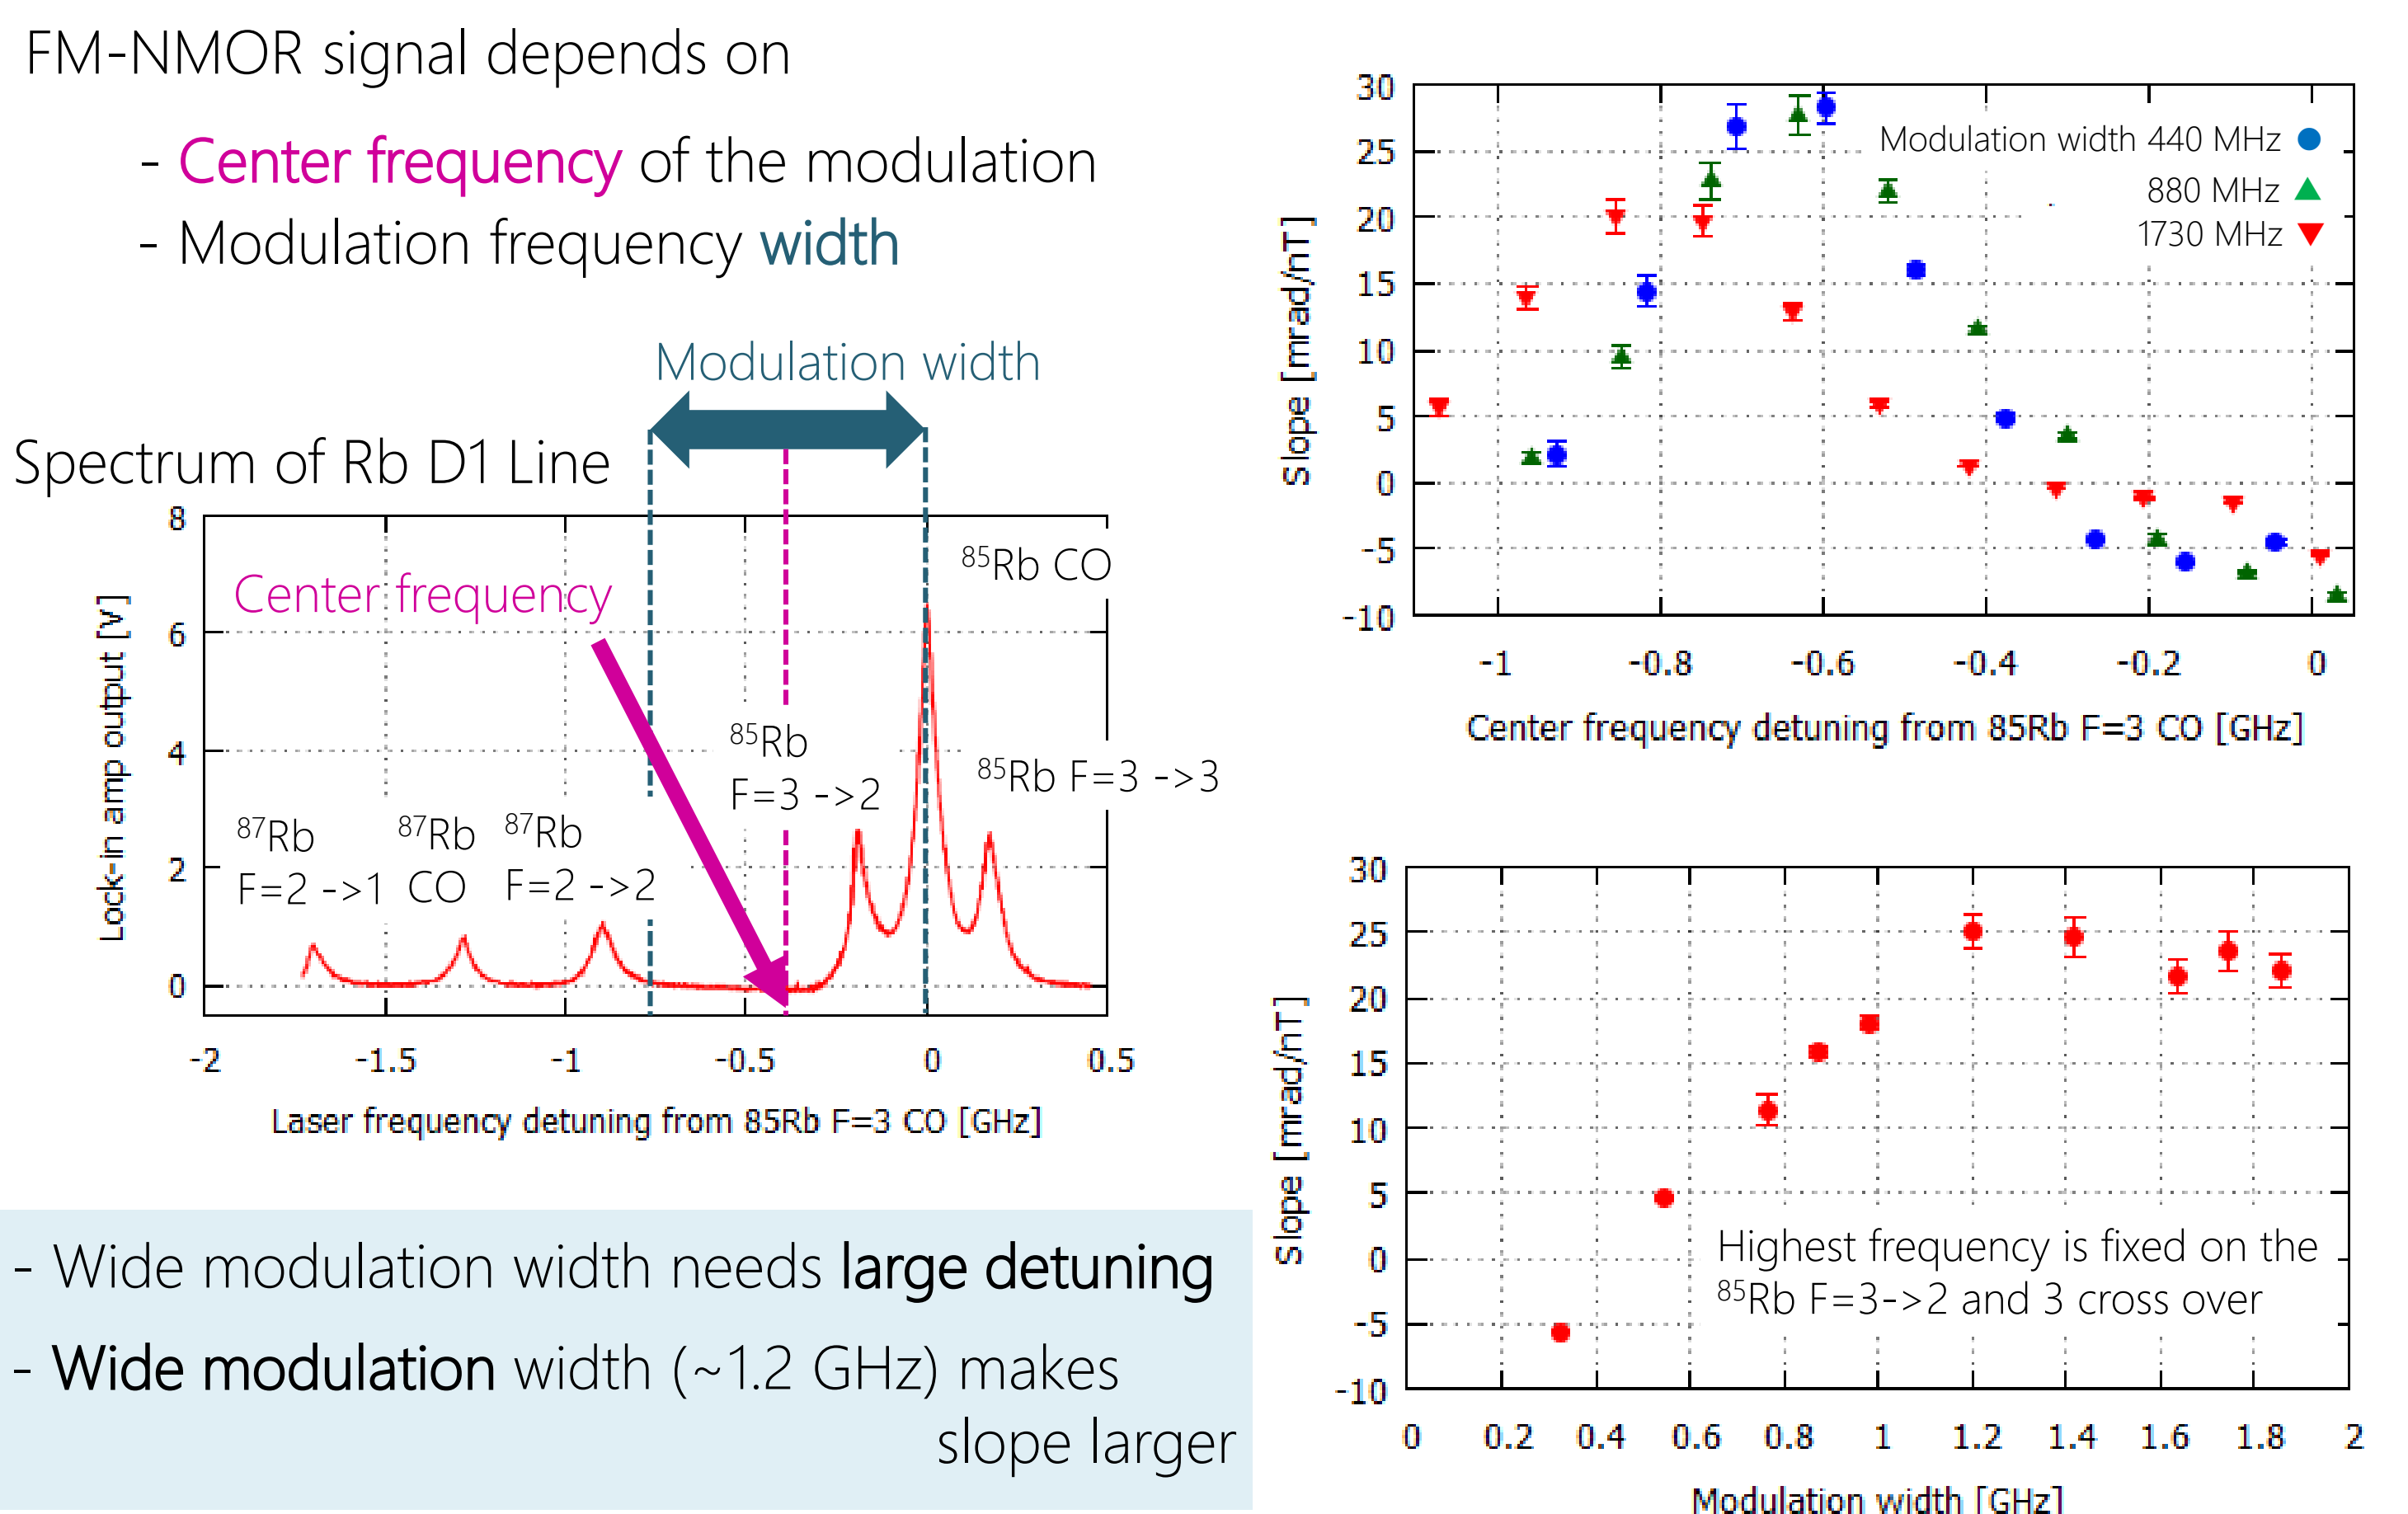 FM-NMOR signal depends on
- Center frequency of the modulation
- Modulation frequency width
Modulation width
Spectrum of Rb D1 Line
Center frequency
85Rb CO
85Rb
F=3 ->2
85Rb F=3 ->3
87Rb
F=2 ->1
87Rb
CO
87Rb
F=2 ->2
Lock-in amp output [V]
8
6
4
2
0
-2 -1.5 -1 -0.5 0 0.5
Laser frequency detuning from 85Rb F=3 CO [GHz]
- Wide modulation width needs large detuning
- Wide modulation width (~1.2 GHz) makes
slope larger
Slope [mrad/nT]
30
25
20
15
10
5
0
-5
-10
Modulation width 440 MHz
880 MHz
1730 MHz
-1 -0.8 -0.6 -0.4 -0.2 0
Center frequency detuning from 85Rb F=3 CO [GHz]
Slope [mrad/nT]
30
25
20
15
10
5
0
-5
-10
Highest frequency is fixed on the
85Rb F=3->2 and 3 cross over
0 0.2 0.4 0.6 0.8 1 1.2 1.4 1.6 1.8 2
Modulation width [GHz]